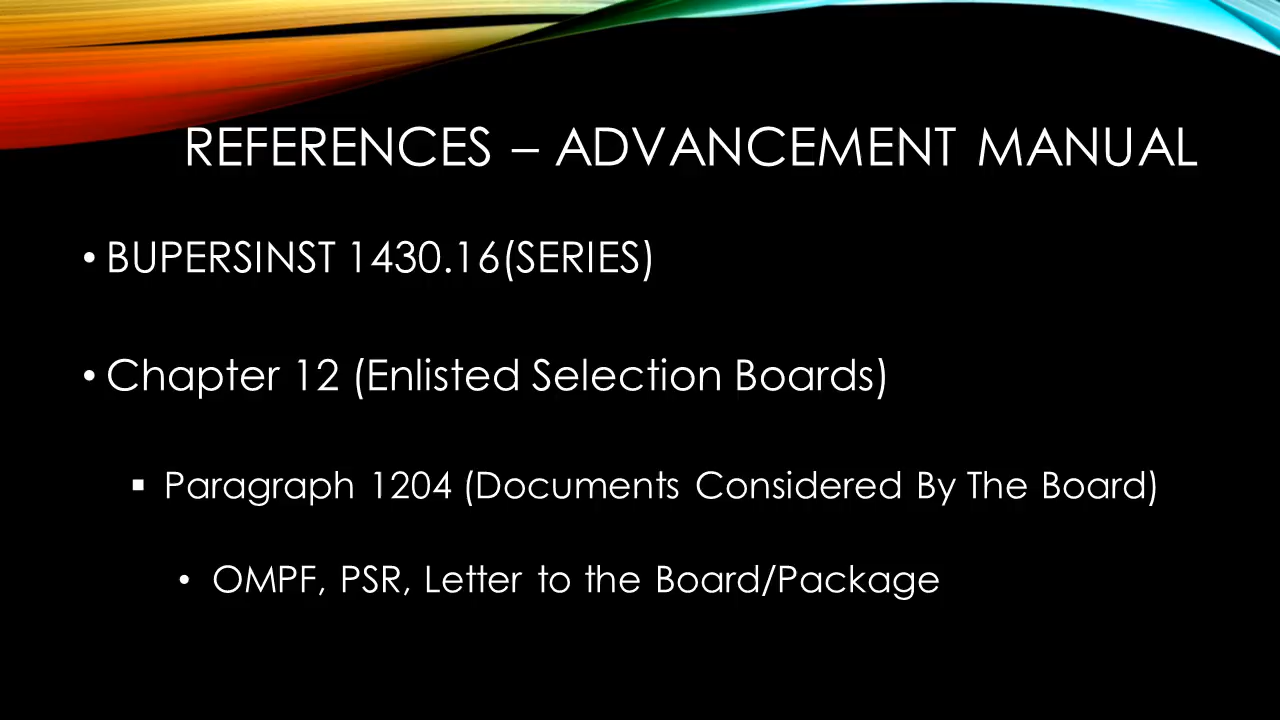 REFERENCES – ADVANCEMENT MANUAL
• BUPERSINST 1430.16(SERIES)
• Chapter 12 (Enlisted Selection Boards)
▪ Paragraph 1204 (Documents Considered By The Board)
• OMPF, PSR, Letter to the Board/Package